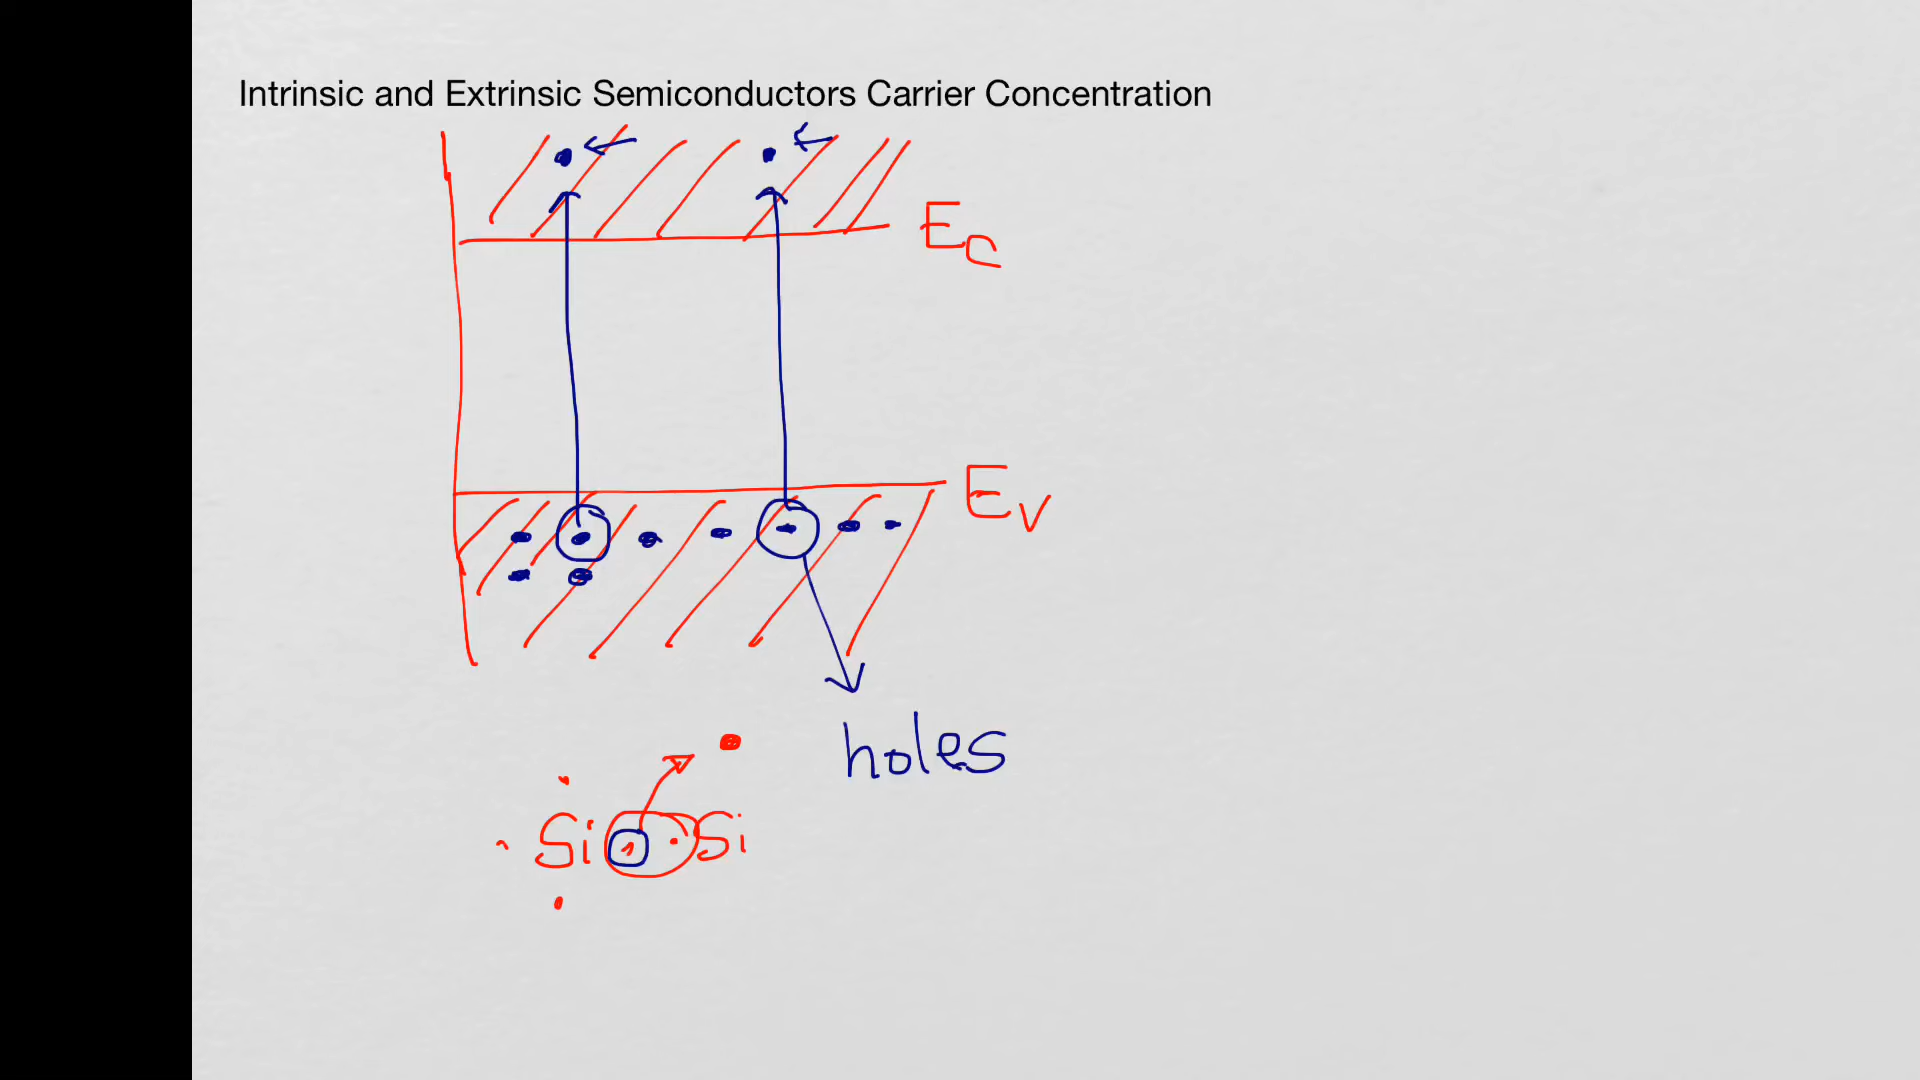 Intrinsic and Extrinsic Semiconductors Carrier Concentration
Ec
Ev
holes
Si Si